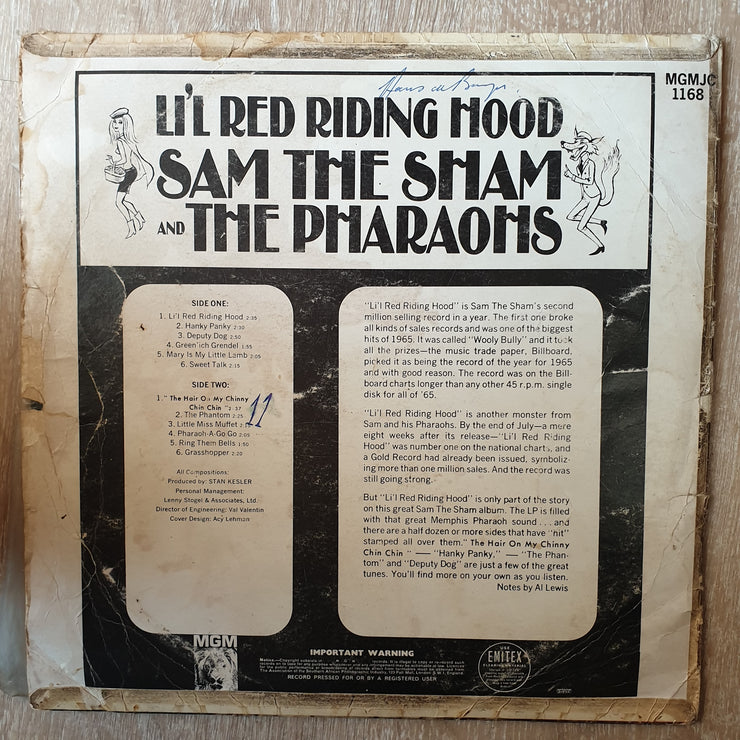 MGMJC
1168
LI'L RED RIDING HOOD
SAM THE SHAM
AND THE PHARAOHS
SIDE ONE:
1. Li'l Red Riding Hood 2:35
2. Hanky Panky 2:30
3. Deputy Dog 2:50
4. Green'ich Grendel 2:55
5. Mary Is My Little Lamb 2:05
6. Sweet Talk 2:15
SIDE TWO:
1. " The Hair On My Chinny
Chin Chin " 2:37
2. The Phantom 2:25
3. Little Miss Muffet
4. Pharaoh-A-Go Go 2:05
5. Ring Them Bells 1:50
6. Grasshopper 2:20
11
All Compositions:
Produced by: STAN KESLER
Personal Management:
Lenny Stogel & Associates, Ltd.
Director of Engineering: Val Valentin
Cover Design: Acy Lehman
"Li'l Red Riding Hood" is Sam The Sham's second
million selling record in a year. The first one broke
all kinds of sales records and was one of the biggest
hits of 1965. It was called "Wooly Bully" and it took
all the prizes—the music trade paper, Billboard,
picked it as being the record of the year for 1965
and with good reason. The record was on the Bill-
board charts longer than any other 45 r.p.m. single
disk for all of '65.
"Li'l Red Riding Hood" is another monster from
Sam and his Pharaohs. By the end of July—a mere
eight weeks after its release—"Li'l Red Riding
Hood" was number one on the national charts, and
a Gold Record had already been issued, symboliz-
ing more than one million sales. And the record was
still going strong.
But "Li'l Red Riding Hood" is only part of the story
on this great Sam The Sham album. The LP is filled
with that great Memphis Pharaoh sound . . . and
there are a half dozen or more sides that have "hit"
stamped all over them." The Hair On My Chinny
Chin Chin " — "Hanky Panky," — "The Phan-
tom" and "Deputy Dog" are just a few of the great
tunes. You'll find more on your own as you listen.
Notes by Al Lewis
MGM
IMPORTANT WARNING
RECORD PRESSED FOR OR BY A REGISTERED USER
USE
EMITEX
CLEANING MATERIAL